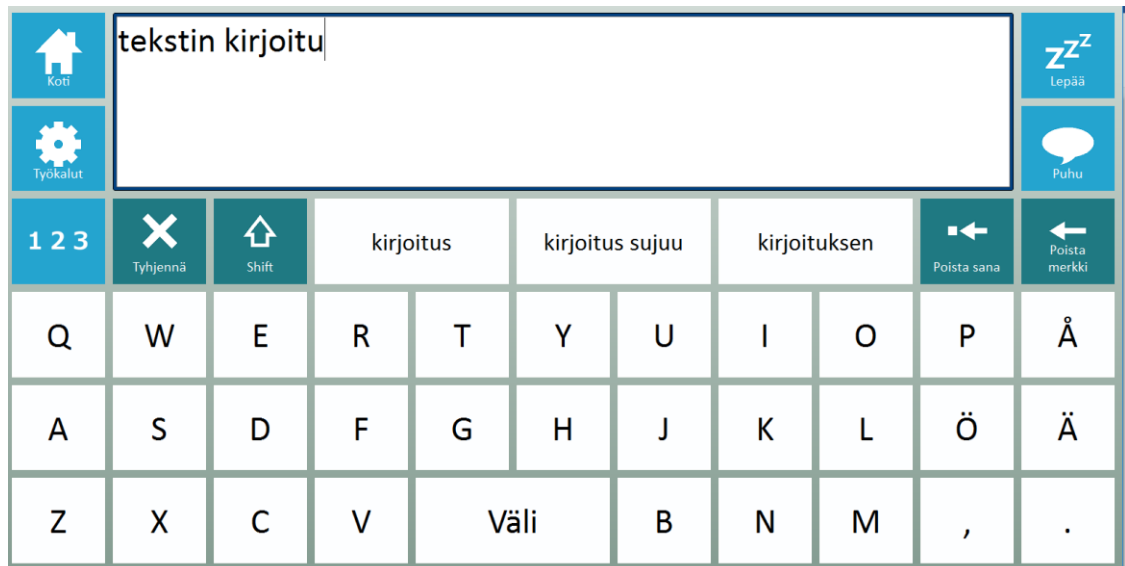 Koti
tekstin kirjoitu
zzz
Lepää
Työkalut
Puhu
1 2 3
Tyhjennä
Shift
kirjoitus
kirjoitus sujuu
kirjoituksen
Poista sana
Poista
merkki
Q W E R T Y U I O P Å
A S D F G H J K L Ö Ä
Z X C V Väli B N M , .